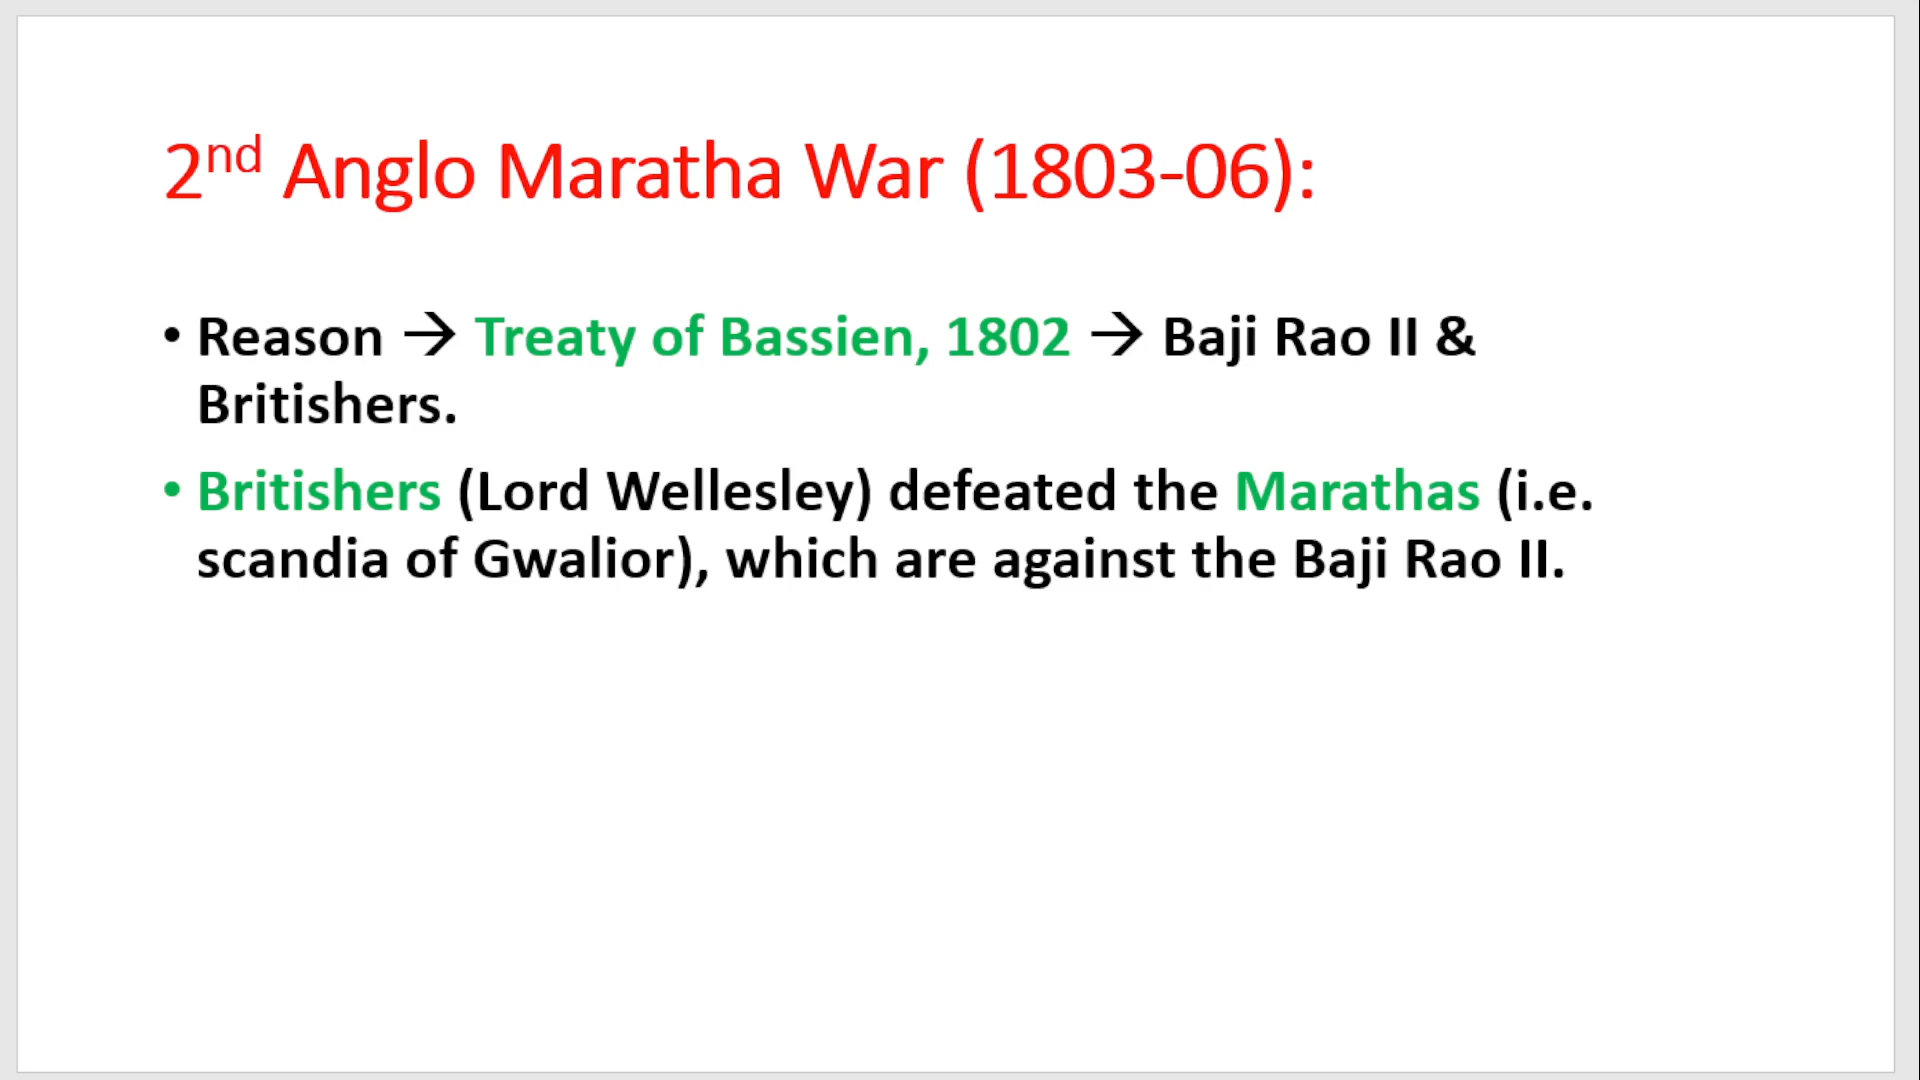 2nd Anglo Maratha War (1803-06):
• Reason → Treaty of Bassien, 1802 → Baji Rao II &
Britishers.
• Britishers (Lord Wellesley) defeated the Marathas (i.e.
scandia of Gwalior), which are against the Baji Rao II.